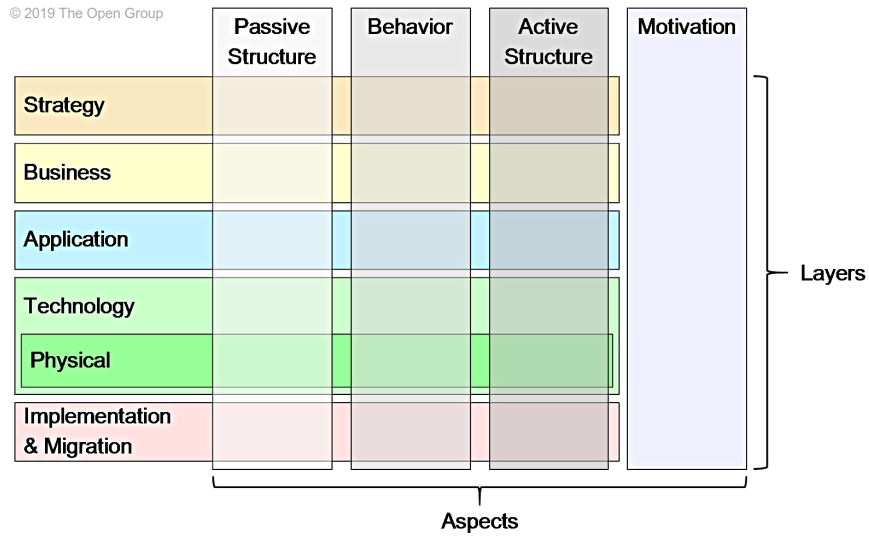 © 2019 The Open Group
Passive
Structure
Behavior
Active
Structure
Motivation
Strategy
Business
Application
Technology
Physical
Implementation
& Migration
Layers
Aspects